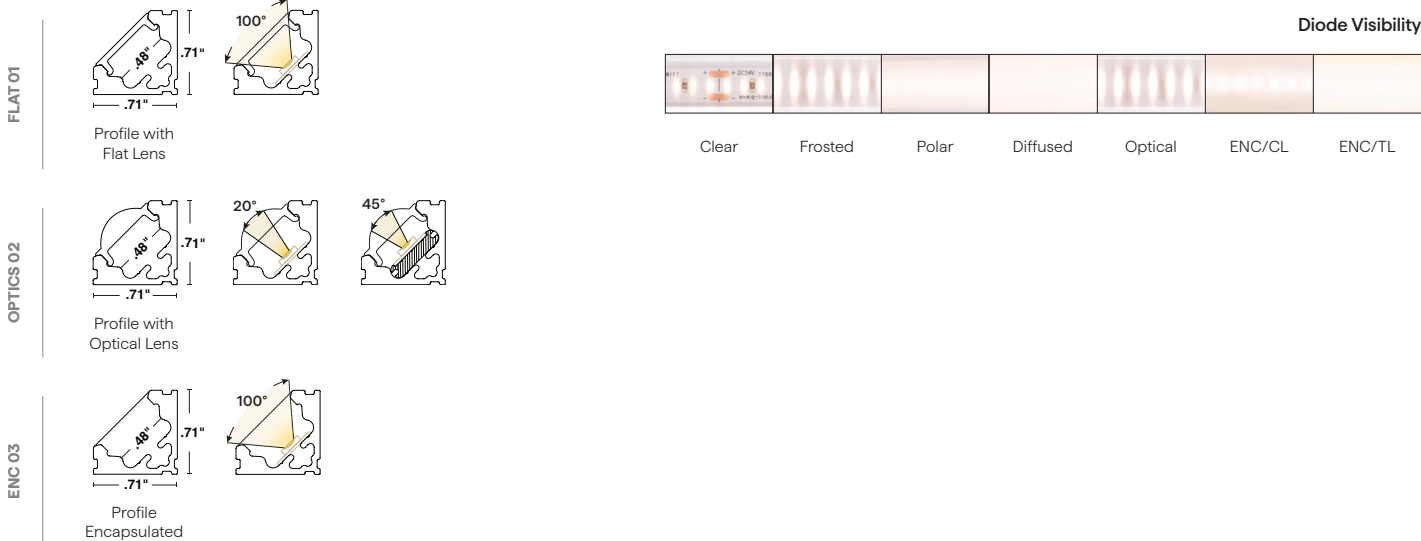 FLAT 01
100°
.48"
.71"
.71"
Profile with
Flat Lens
Diode Visibility
DC24V
Clear
Frosted
Polar
Diffused
Optical
ENC/CL
ENC/TL
OPTICS 02
20°
45°
.48"
.71"
.71"
Profile with
Optical Lens
ENC 03
100°
.48"
.71"
.71"
Profile
Encapsulated